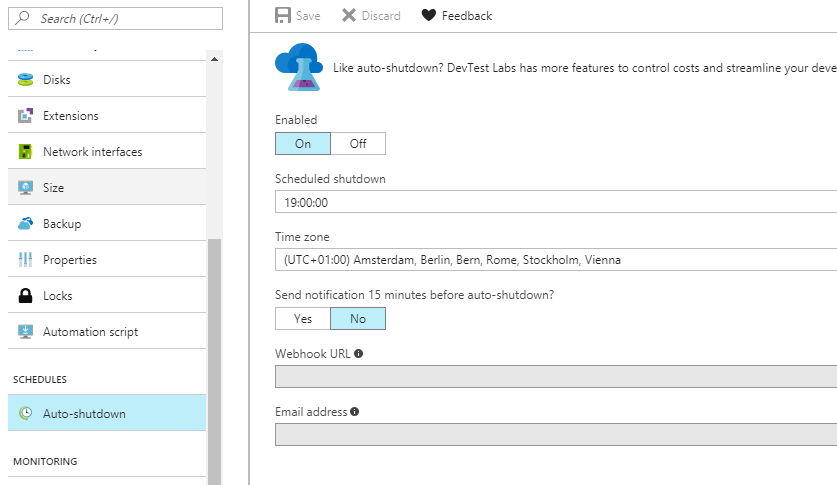 Search (Ctrl+/)
Disks
Extensions
Network interfaces
Size
Backup
Properties
Locks
Automation script
SCHEDULES
Auto-shutdown
MONITORING
Save Discard Feedback
Like auto-shutdown? DevTest Labs has more features to control costs and streamline your deve
Enabled
On Off
Scheduled shutdown
19:00:00
Time zone
(UTC+01:00) Amsterdam, Berlin, Bern, Rome, Stockholm, Vienna
Send notification 15 minutes before auto-shutdown?
Yes No
Webhook URL
Email address